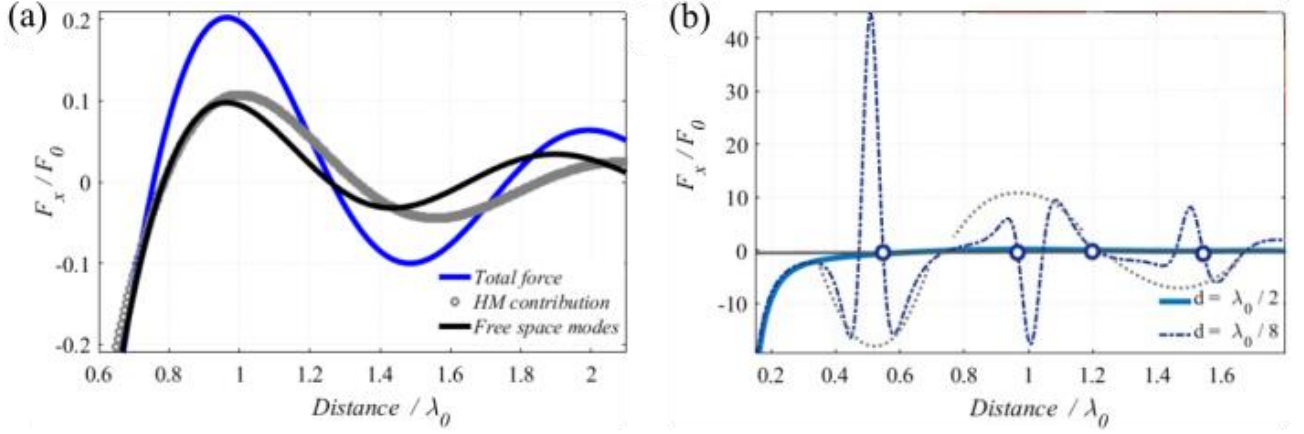 (a)
F_x / F_0
0.2
0.1
0
-0.1
-0.2
Total force
HM contribution
Free space modes
0.6 0.8 1 1.2 1.4 1.6 1.8 2
Distance / λ_0
(b)
F_x / F_0
40
30
20
10
0
-10
d = λ_0 / 2
d = λ_0 / 8
0.2 0.4 0.6 0.8 1 1.2 1.4 1.6
Distance / λ_0